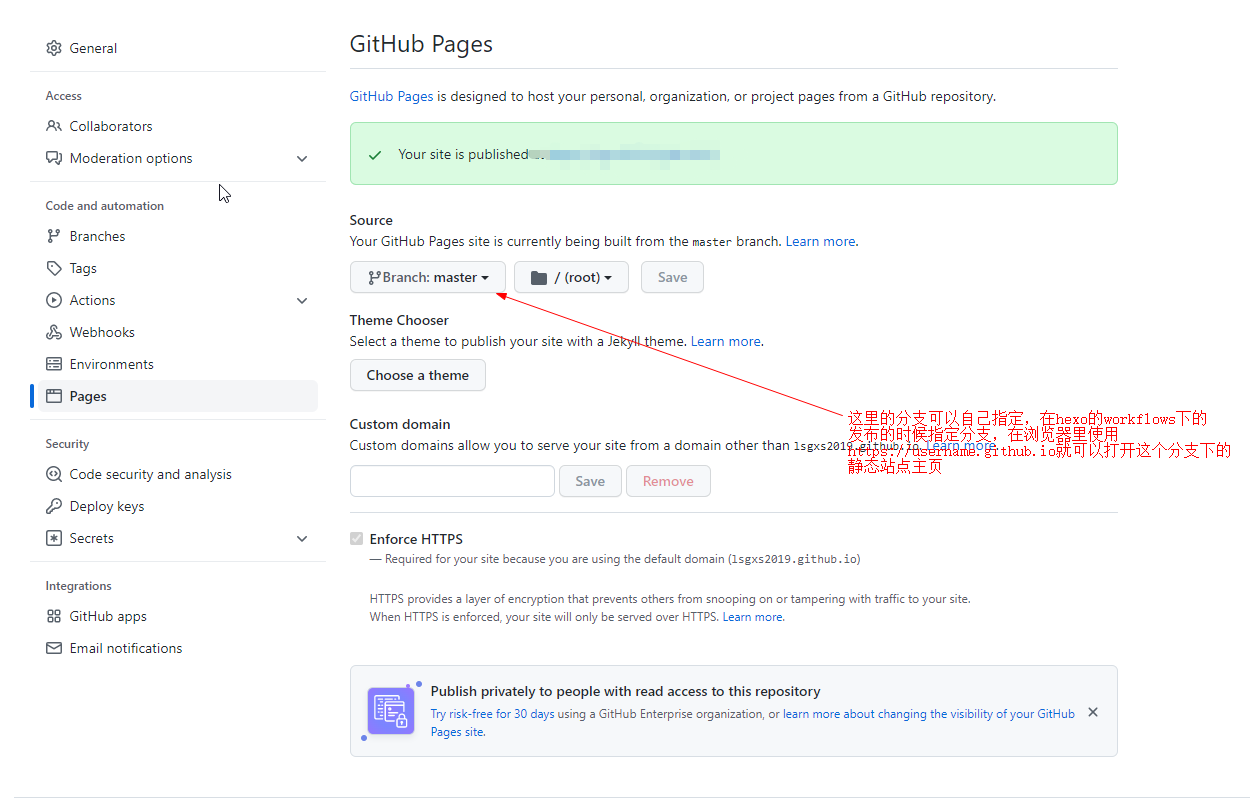 General
Access
Collaborators
Moderation options
Code and automation
Branches
Tags
Actions
Webhooks
Environments
Pages
Security
Code security and analysis
Deploy keys
Secrets
Integrations
GitHub apps
Email notifications
GitHub Pages
GitHub Pages is designed to host your personal, organization, or project pages from a GitHub repository.
Your site is published
Source
Your GitHub Pages site is currently being built from the master branch. Learn more.
Branch: master / (root) Save
Theme Chooser
Select a theme to publish your site with a Jekyll theme. Learn more.
Choose a theme
Custom domain
Custom domains allow you to serve your site from a domain other than lsgxs2019.github.io. Learn more.
Save Remove
这里的分支可以自己指定，在hexo的workflows下的
发布的时候指定分支，在浏览器里使用
https://username.github.io就可以打开这个分支下的
静态站点主页
Enforce HTTPS
— Required for your site because you are using the default domain (lsgxs2019.github.io)
HTTPS provides a layer of encryption that prevents others from snooping on or tampering with traffic to your site.
When HTTPS is enforced, your site will only be served over HTTPS. Learn more.
Publish privately to people with read access to this repository
Try risk-free for 30 days using a GitHub Enterprise organization, or learn more about changing the visibility of your GitHub
Pages site.